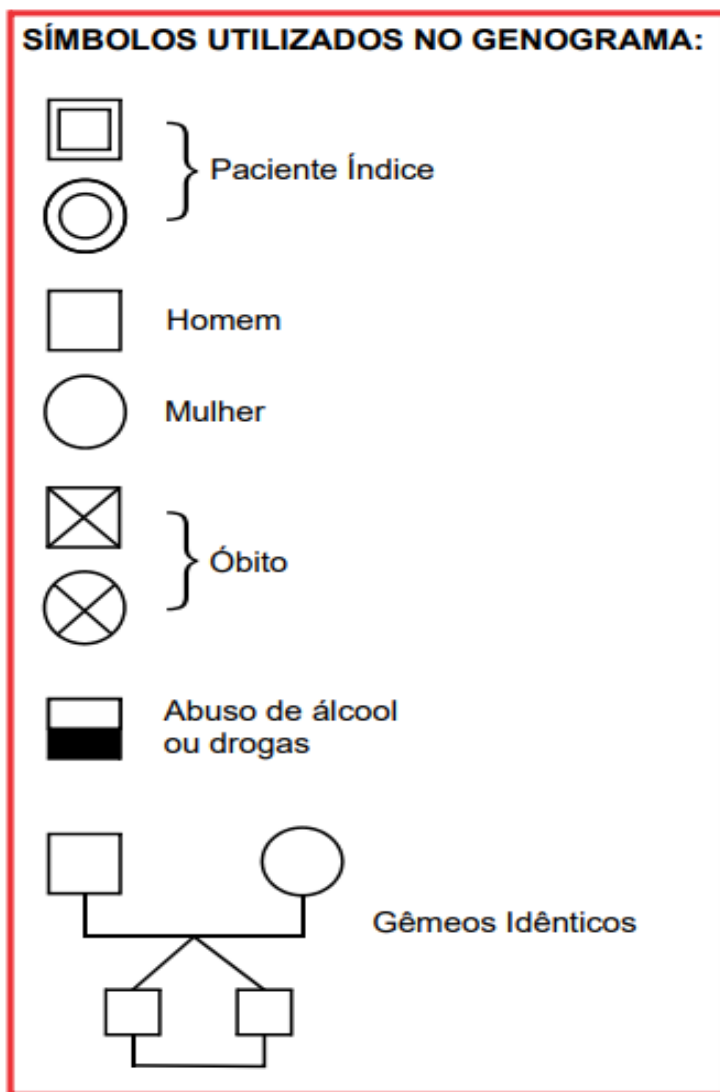 SÍMBOLOS UTILIZADOS NO GENOGRAMA:
Paciente Índice
Homem
Mulher
Óbito
Abuso de álcool
ou drogas
Gêmeos Idênticos